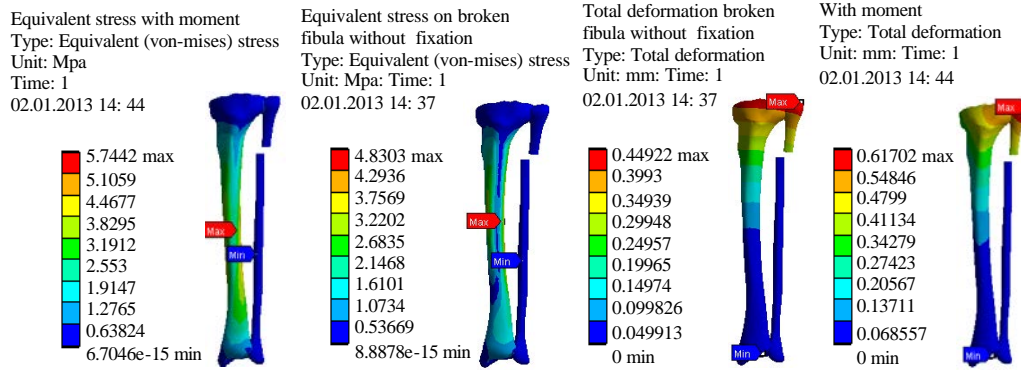 Equivalent stress with moment
Type: Equivalent (von-mises) stress
Unit: Mpa
Time: 1
02.01.2013 14: 44
5.7442 max
5.1059
4.4677
3.8295
3.1912
2.553
1.9147
1.2765
0.63824
6.7046e-15 min
Max
Min
Equivalent stress on broken
fibula without fixation
Type: Equivalent (von-mises) stress
Unit: Mpa: Time: 1
02.01.2013 14: 37
4.8303 max
4.2936
3.7569
3.2202
2.6835
2.1468
1.6101
1.0734
0.53669
8.8878e-15 min
Max
Min
Total deformation broken
fibula without fixation
Type: Total deformation
Unit: mm: Time: 1
02.01.2013 14: 37
0.44922 max
0.3993
0.34939
0.29948
0.24957
0.19965
0.14974
0.099826
0.049913
0 min
Max
Min
With moment
Type: Total deformation
Unit: mm: Time: 1
02.01.2013 14: 44
0.61702 max
0.54846
0.4799
0.41134
0.34279
0.27423
0.20567
0.13711
0.068557
0 min
Max
Min